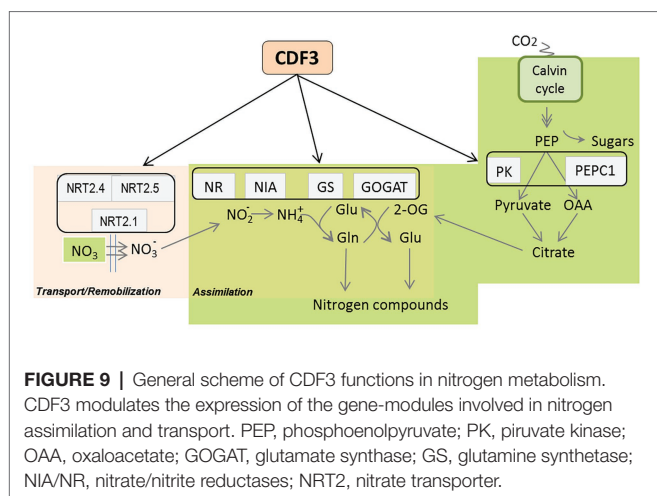 CDF3
CO2
Calvin
cycle
PEP
Sugars
NRT2.4 NRT2.5
NR NIA GS GOGAT
PK PEPC1
NRT2.1
NO₂⁻ NH₄⁺ Glu 2-OG
Pyruvate OAA
NO₃ NO₃⁻
Gln Glu
Citrate
Transport/Remobilization Assimilation
Nitrogen compounds
FIGURE 9 | General scheme of CDF3 functions in nitrogen metabolism.
CDF3 modulates the expression of the gene-modules involved in nitrogen
assimilation and transport. PEP, phosphoenolpyruvate; PK, piruvate kinase;
OAA, oxaloacetate; GOGAT, glutamate synthase; GS, glutamine synthetase;
NIA/NR, nitrate/nitrite reductases; NRT2, nitrate transporter.